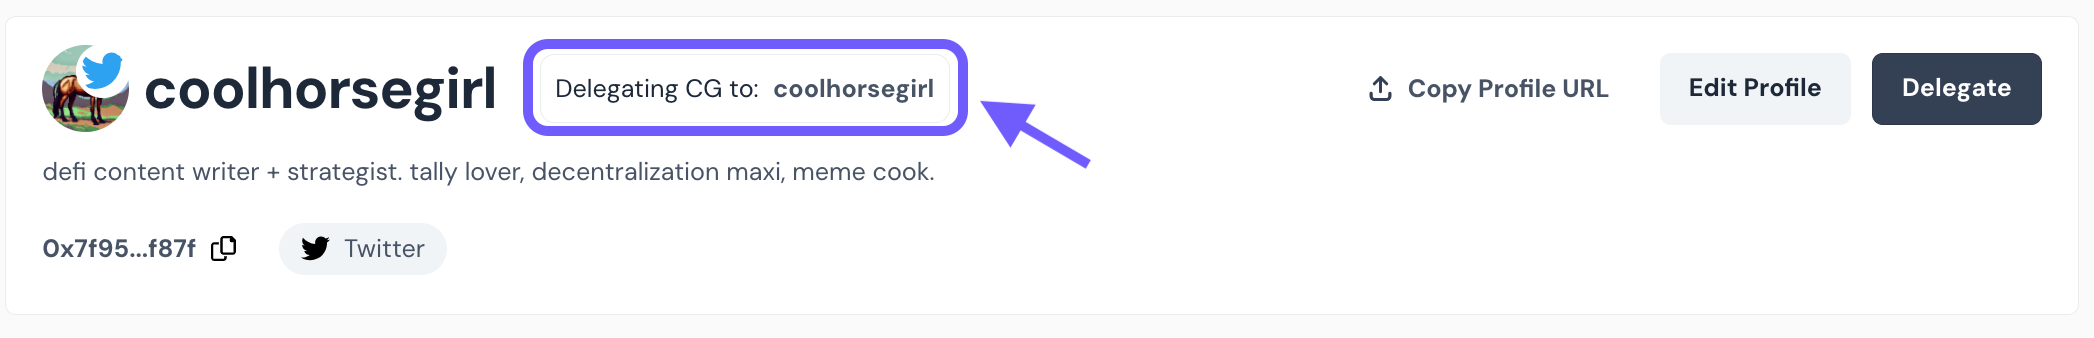 coolhorsegirl
Delegating CG to: coolhorsegirl
Copy Profile URL
Edit Profile
Delegate
defi content writer + strategist. tally lover, decentralization maxi, meme cook.
0x7f95...f87f
Twitter